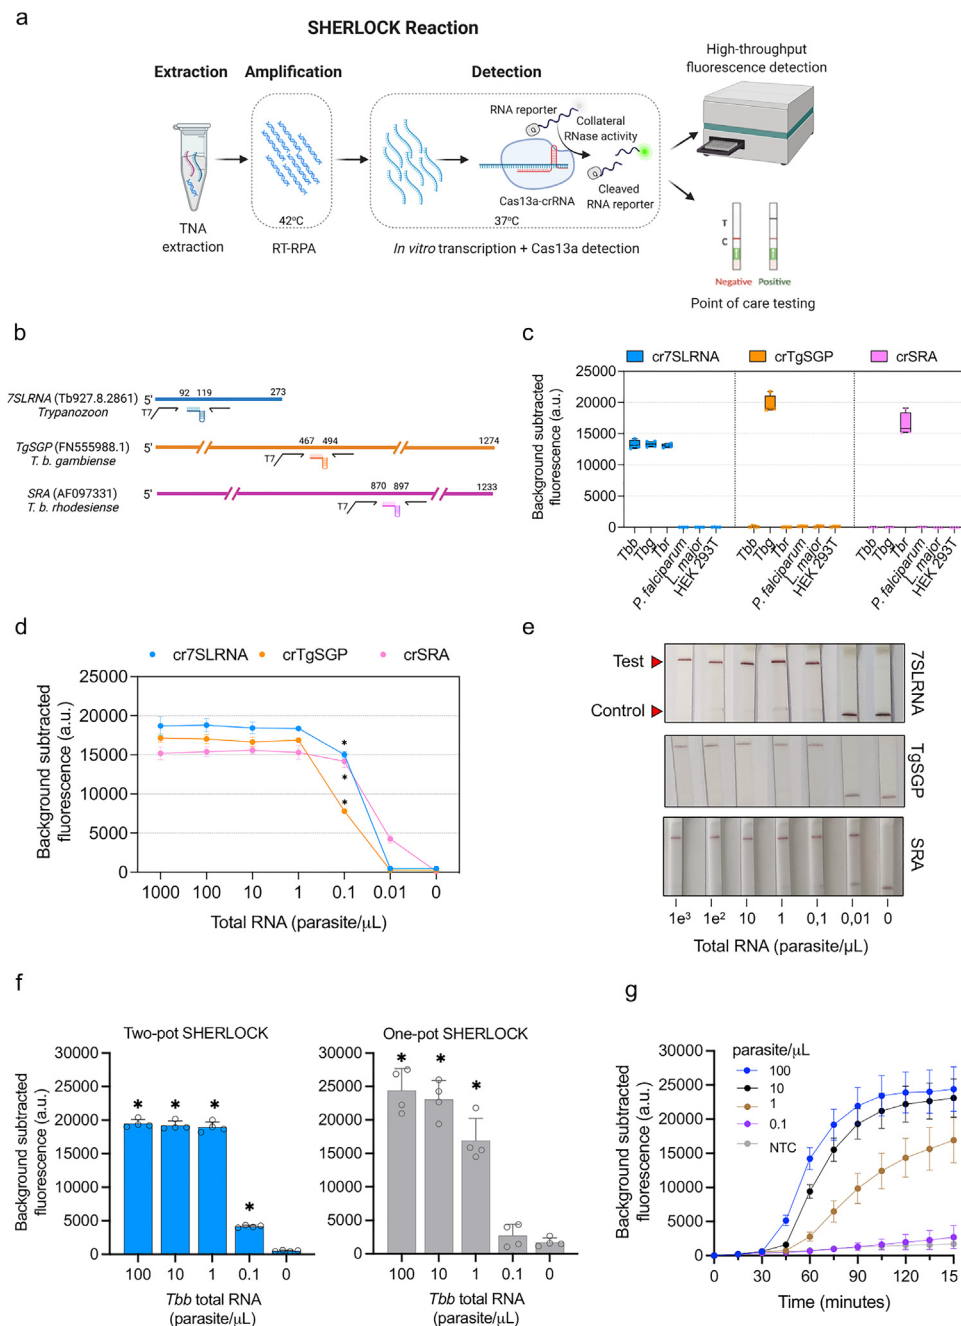 a
SHERLOCK Reaction
Extraction
Amplification
Detection
High-throughput
fluorescence detection
RNA reporter
Collateral
RNase activity
Q
Q
Cleaved
RNA reporter
Cas13a-crRNA
42°C
37°C
TNA
extraction
RT-RPA
In vitro transcription + Cas13a detection
T
C
Negative
Positive
Point of care testing
b
7SLRNA (Tb927.8.2861)
Trypanozoon
5'
92
119
273
T7
TgSGP (FN555988.1)
T. b. gambiense
5'
467
494
1274
T7
SRA (AF097331)
T. b. rhodesiense
5'
870
897
1233
T7
c
cr7SLRNA
crTgSGP
crSRA
Background subtracted
fluorescence (a.u.)
25000
20000
15000
10000
5000
0
Tbb
Tbg
Tbr
P. falciparum
L. major
HEK 293T
Tbb
Tbg
Tbr
P. falciparum
L. major
HEK 293T
Tbb
Tbg
Tbr
P. falciparum
L. major
HEK 293T
d
cr7SLRNA
crTgSGP
crSRA
Background subtracted
fluorescence (a.u.)
25000
20000
15000
10000
5000
0
*
*
*
1000 100 10 1 0.1 0.01 0
Total RNA (parasite/µL)
e
Test
Control
7SLRNA
TgSGP
SRA
1e³ 1e² 10 1 0,1 0,01 0
Total RNA (parasite/µL)
f
Two-pot SHERLOCK
Background subtracted
fluorescence (a.u.)
30000
25000
20000
15000
10000
5000
0
* * * *
100 10 1 0.1 0
Tbb total RNA
(parasite/µL)
One-pot SHERLOCK
30000
25000
20000
15000
10000
5000
0
* * *
100 10 1 0.1 0
Tbb total RNA
(parasite/µL)
g
Background subtracted
fluorescence (a.u.)
30000
25000
20000
15000
10000
5000
0
parasite/µL
100
10
1
0.1
NTC
0 30 60 90 120 15
Time (minutes)